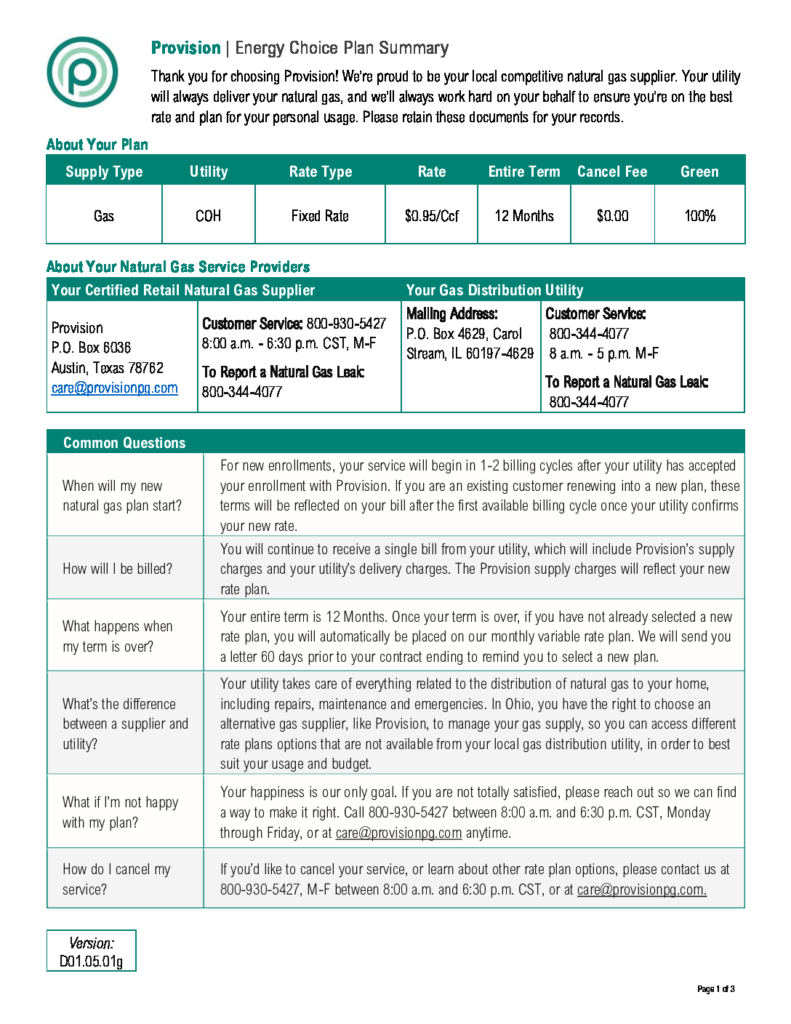 p
Provision | Energy Choice Plan Summary
Thank you for choosing Provision! We're proud to be your local competitive natural gas supplier. Your utility
will always deliver your natural gas, and we'll always work hard on your behalf to ensure you're on the best
rate and plan for your personal usage. Please retain these documents for your records.
About Your Plan
Supply Type Utility Rate Type Rate Entire Term Cancel Fee Green
Gas COH Fixed Rate $0.95/Ccf 12 Months $0.00 100%
About Your Natural Gas Service Providers
Your Certified Retail Natural Gas Supplier Your Gas Distribution Utility
Provision
P.O. Box 6036
Austin, Texas 78762
care@provisionpg.com
Customer Service: 800-930-5427
8:00 a.m. - 6:30 p.m. CST, M-F
To Report a Natural Gas Leak:
800-344-4077
Mailing Address:
P.O. Box 4629, Carol
Stream, IL 60197-4629
Customer Service:
800-344-4077
8 a.m. - 5 p.m. M-F
To Report a Natural Gas Leak:
800-344-4077
Common Questions
When will my new
natural gas plan start?
For new enrollments, your service will begin in 1-2 billing cycles after your utility has accepted
your enrollment with Provision. If you are an existing customer renewing into a new plan, these
terms will be reflected on your bill after the first available billing cycle once your utility confirms
your new rate.
How will I be billed?
You will continue to receive a single bill from your utility, which will include Provision's supply
charges and your utility's delivery charges. The Provision supply charges will reflect your new
rate plan.
What happens when
my term is over?
Your entire term is 12 Months. Once your term is over, if you have not already selected a new
rate plan, you will automatically be placed on our monthly variable rate plan. We will send you
a letter 60 days prior to your contract ending to remind you to select a new plan.
What's the difference
between a supplier and
utility?
Your utility takes care of everything related to the distribution of natural gas to your home,
including repairs, maintenance and emergencies. In Ohio, you have the right to choose an
alternative gas supplier, like Provision, to manage your gas supply, so you can access different
rate plans options that are not available from your local gas distribution utility, in order to best
suit your usage and budget.
What if I'm not happy
with my plan?
Your happiness is our only goal. If you are not totally satisfied, please reach out so we can find
a way to make it right. Call 800-930-5427 between 8:00 a.m. and 6:30 p.m. CST, Monday
through Friday, or at care@provisionpg.com anytime.
How do I cancel my
service?
If you'd like to cancel your service, or learn about other rate plan options, please contact us at
800-930-5427, M-F between 8:00 a.m. and 6:30 p.m. CST, or at care@provisionpg.com.
Version:
D01.05.01g
Page 1 of 3